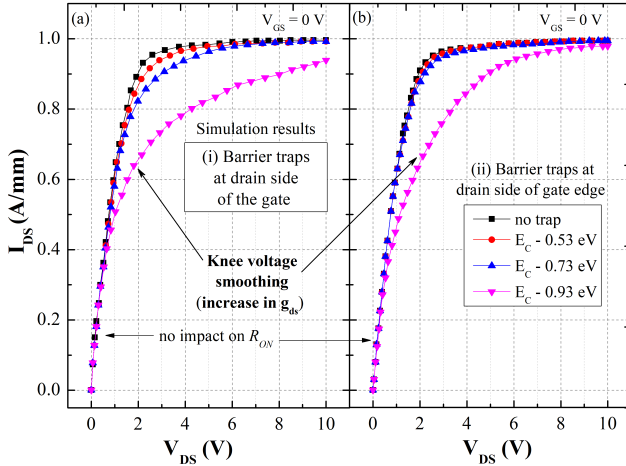 (a)
V_GS = 0 V
(b)
V_GS = 0 V
1.0
0.8
0.6
0.4
0.2
0.0
I_DS (A/mm)
Simulation results
(i) Barrier traps
at drain side
of the gate
(ii) Barrier traps at
drain side of gate edge
no trap
E_C - 0.53 eV
E_C - 0.73 eV
E_C - 0.93 eV
Knee voltage
smoothing
(increase in g_ds)
no impact on R_ON
0 2 4 6 8 10
0 2 4 6 8 10
V_DS (V)
V_DS (V)